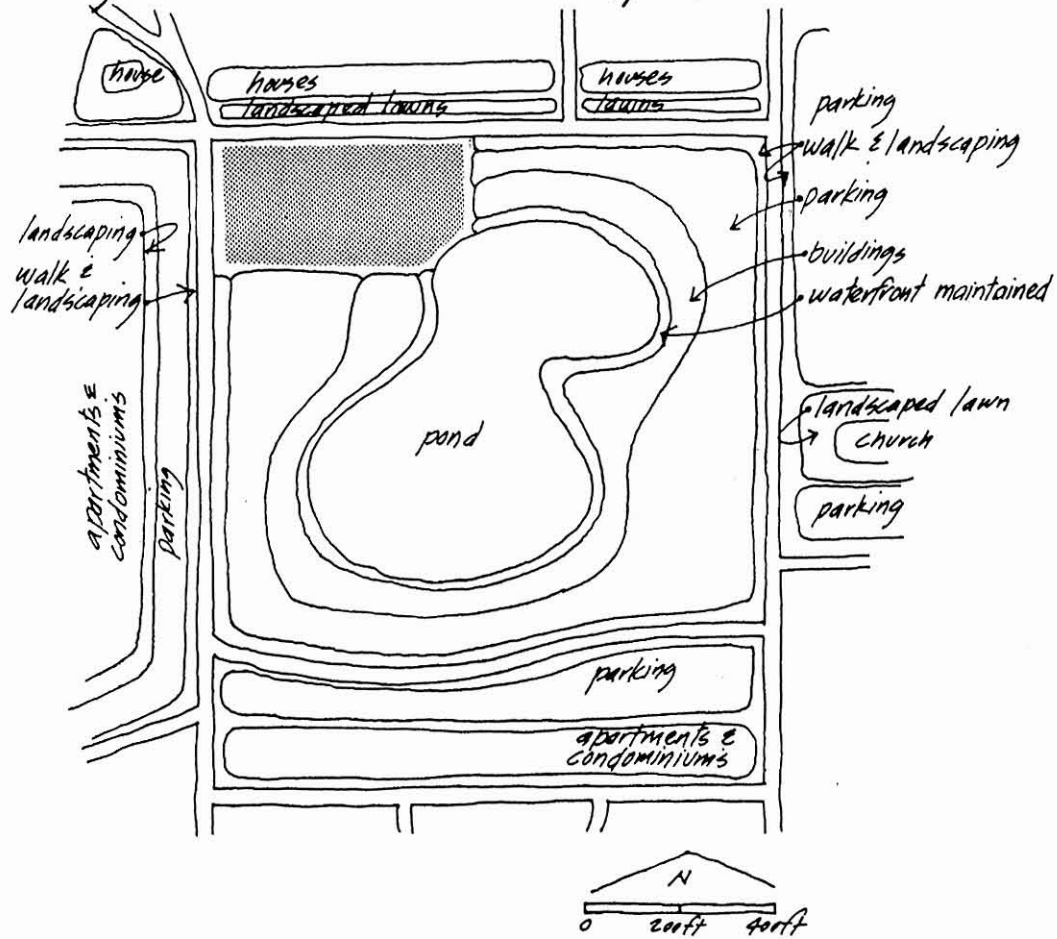 house
houses
landscaped lawns
houses
lawns
parking
walk & landscaping
parking
buildings
waterfront maintained
landscaping
walk &
landscaping
pond
apartments &
condominiums
parking
landscaped lawn
church
parking
parking
apartments &
condominiums
N
0 200ft 400ft